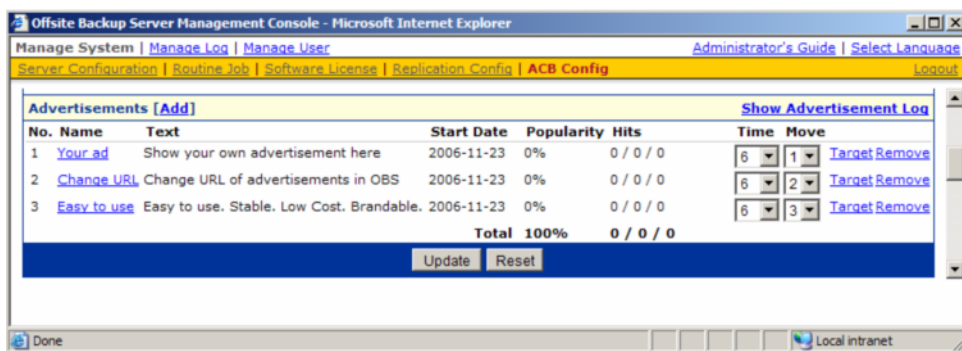 Offsite Backup Server Management Console - Microsoft Internet Explorer
Manage System | Manage Log | Manage User Administrator's Guide | Select Language
Server Configuration | Routine Job | Software License | Replication Config | ACB Config Logout
Advertisements [Add] Show Advertisement Log
No. Name Text Start Date Popularity Hits Time Move
1 Your ad Show your own advertisement here 2006-11-23 0% 0 / 0 / 0 6 1 Target Remove
2 Change URL Change URL of advertisements in OBS 2006-11-23 0% 0 / 0 / 0 6 2 Target Remove
3 Easy to use Easy to use. Stable. Low Cost. Brandable. 2006-11-23 0% 0 / 0 / 0 6 3 Target Remove
Total 100% 0 / 0 / 0
Update Reset
Done Local intranet